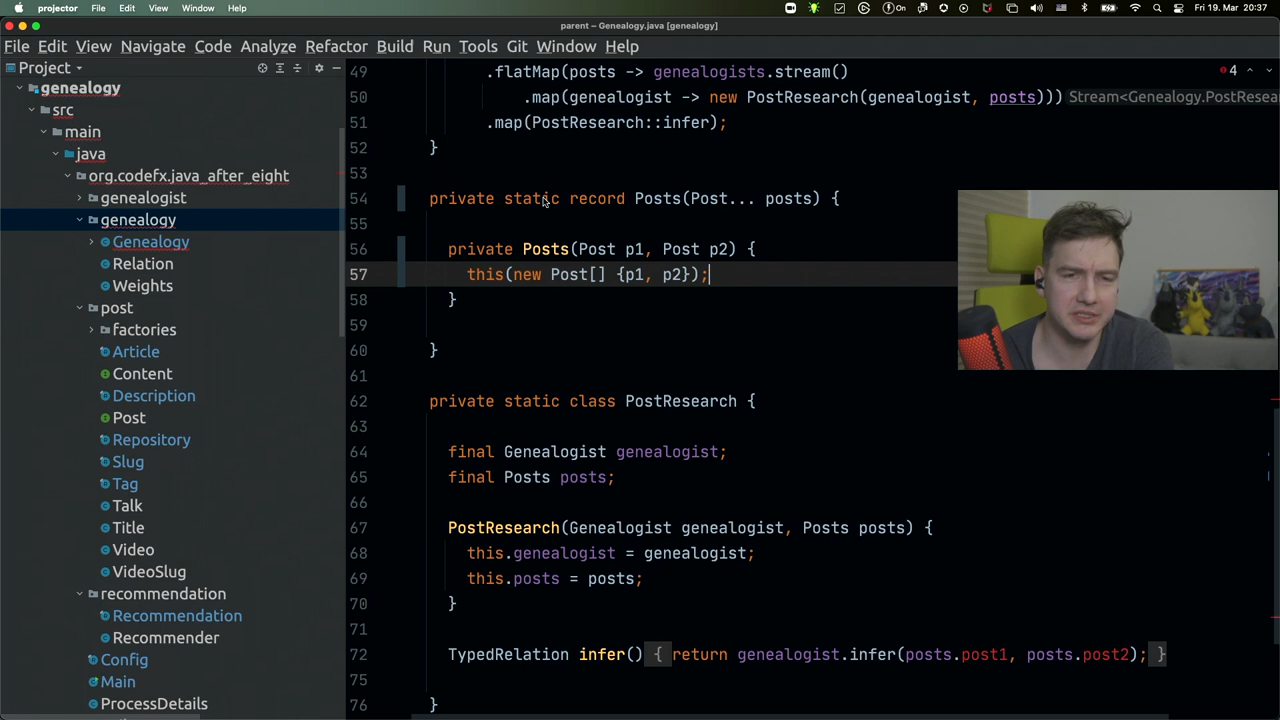 projector File Edit View Window Help On Fri 19. Mar 20:37
parent – Genealogy.java [genealogy]
File Edit View Navigate Code Analyze Refactor Build Run Tools Git Window Help
Project
genealogy
src
main
java
org.codefx.java_after_eight
genealogist
genealogy
Genealogy
Relation
Weights
post
factories
Article
Content
Description
Post
Repository
Slug
Tag
Talk
Title
Video
VideoSlug
recommendation
Recommendation
Recommender
Config
Main
ProcessDetails
4
49 .flatMap(posts -> genealogists.stream()
50 .map(genealogist -> new PostResearch(genealogist, posts))) Stream<Genealogy.PostResea
51 .map(PostResearch::infer);
52 }
53
54 private static record Posts(Post... posts) {
55
56 private Posts(Post p1, Post p2) {
57 this(new Post[] {p1, p2});
58 }
59
60 }
61
62 private static class PostResearch {
63
64 final Genealogist genealogist;
65 final Posts posts;
66
67 PostResearch(Genealogist genealogist, Posts posts) {
68 this.genealogist = genealogist;
69 this.posts = posts;
70 }
71
72 TypedRelation infer() { return genealogist.infer(posts.post1, posts.post2); }
75
76 }